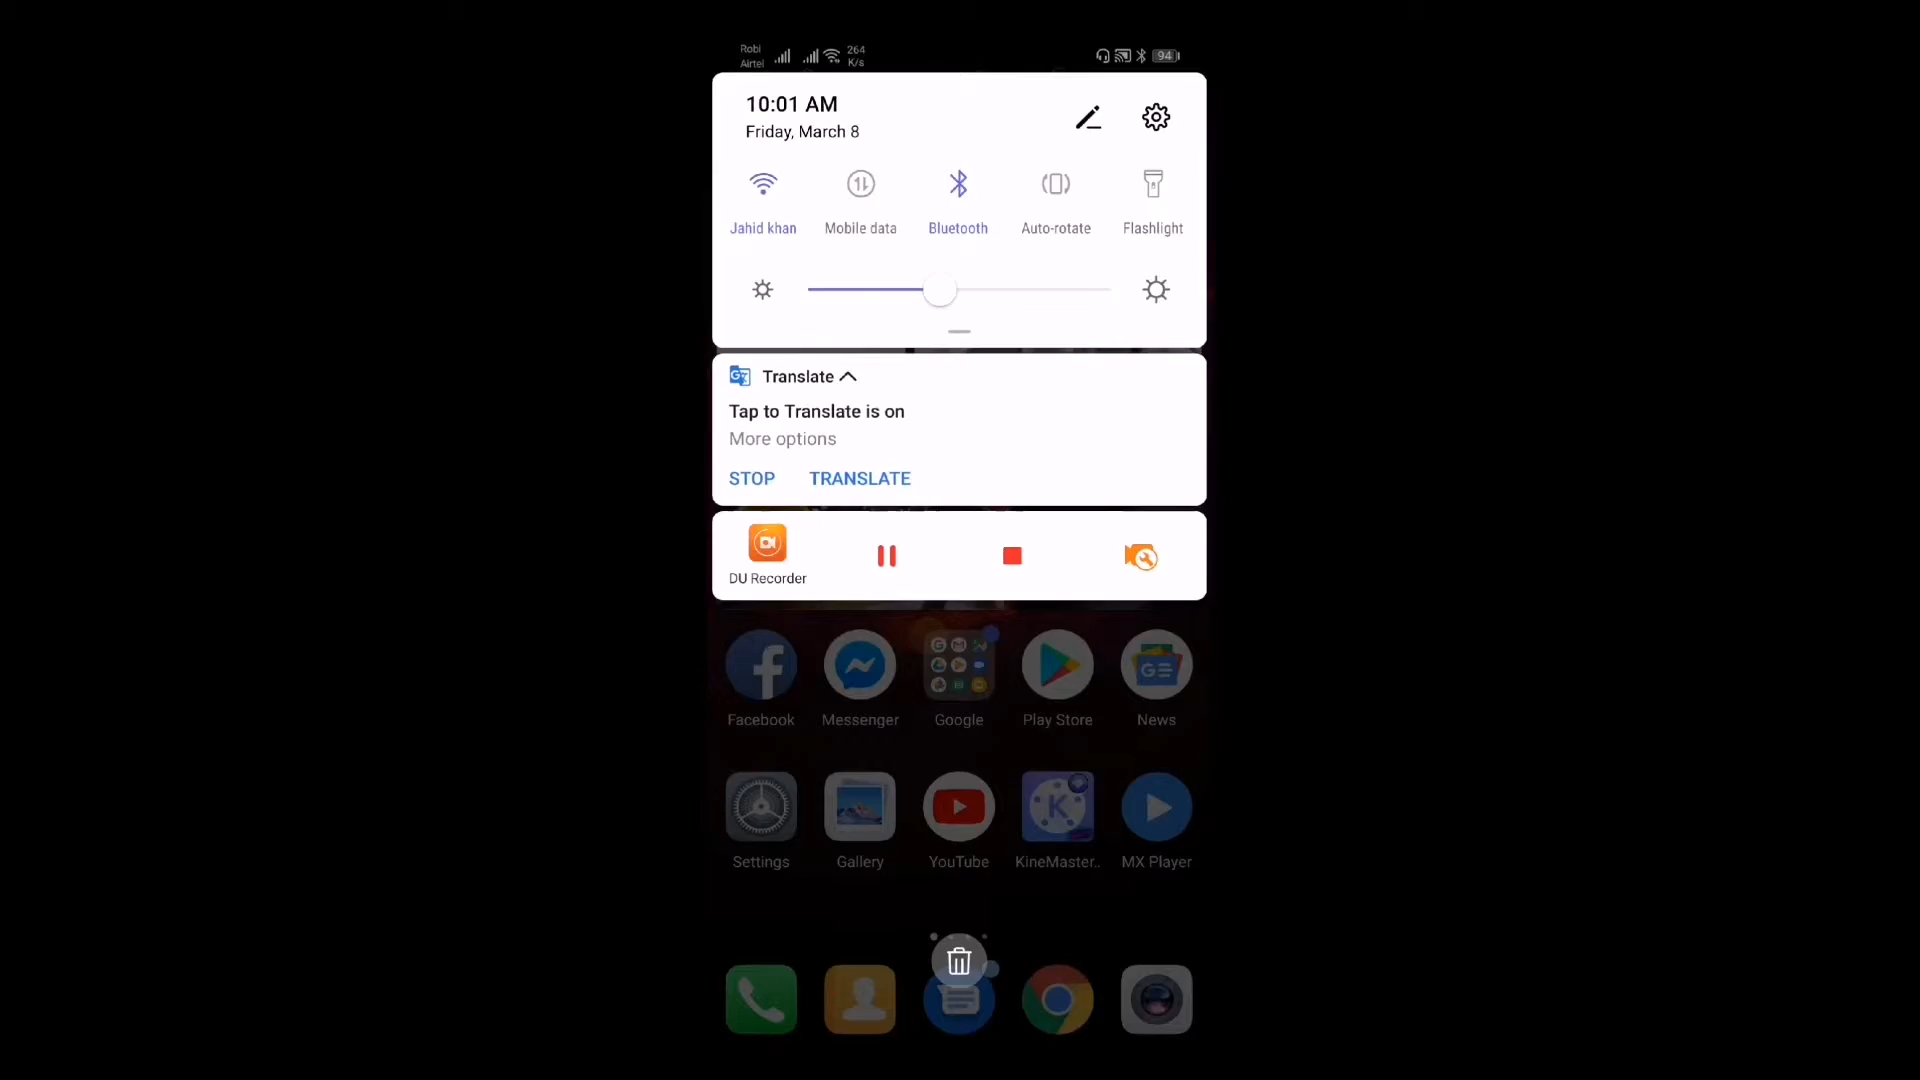 Robi
Airtel
264
K/s
94
10:01 AM
Friday, March 8
Jahid khan
Mobile data
Bluetooth
Auto-rotate
Flashlight
Translate
Tap to Translate is on
More options
STOP
TRANSLATE
DU Recorder
Facebook
Messenger
Google
Play Store
News
Settings
Gallery
YouTube
KineMaster..
MX Player